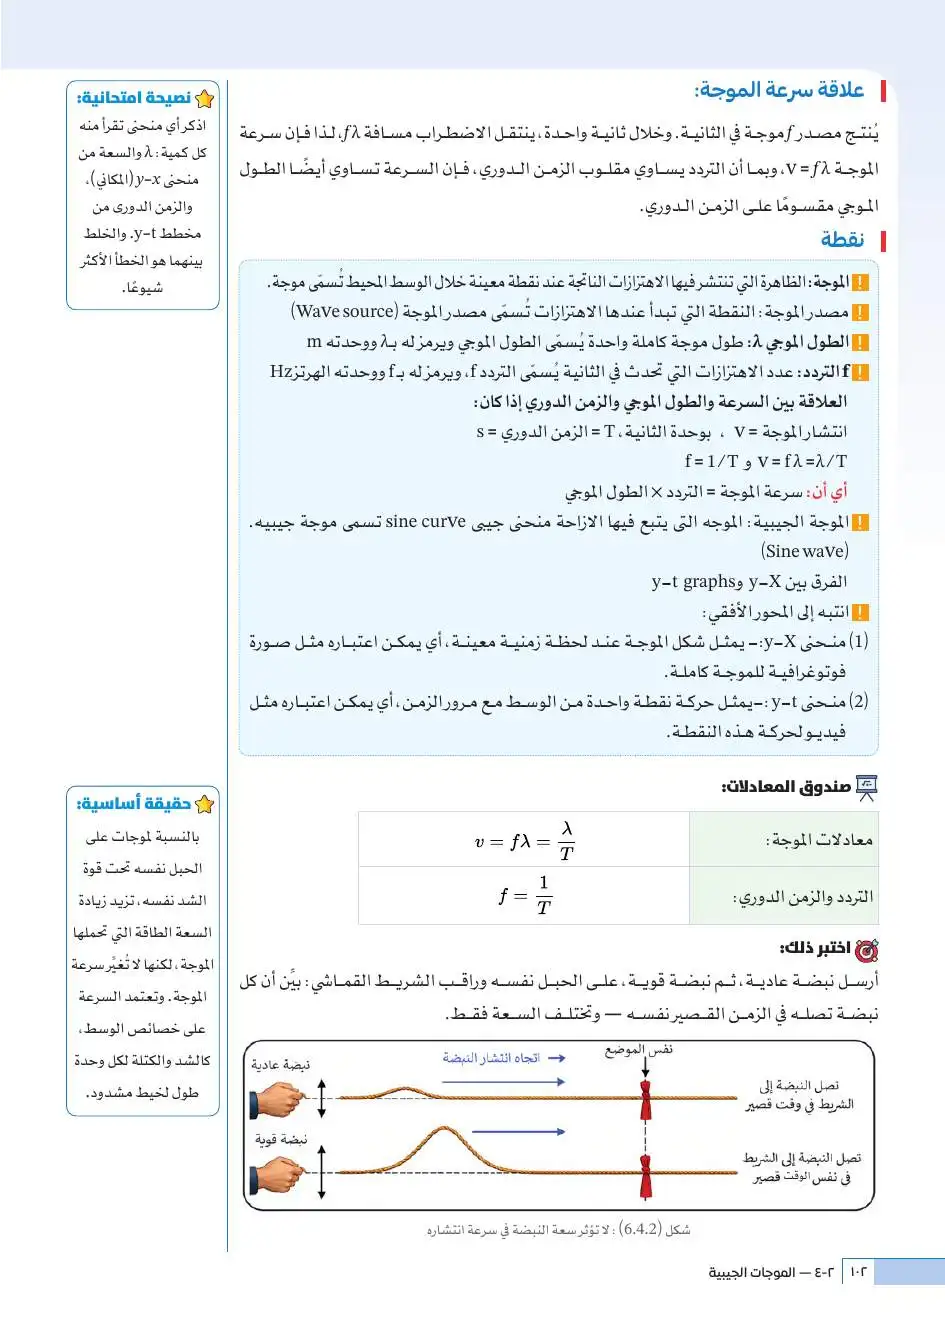 علاقة سرعة الموجة:
يُنتج مصدر f موجة في الثانية. وخلال ثانية واحدة، ينتقل الاضطراب مسافة fλ، لذا فإن سرعة
الموجة v = fλ، وبما أن التردد يساوي مقلوب الزمن الدوري، فإن السرعة تساوي أيضًا الطول
الموجي مقسومًا على الزمن الدوري.
نقطة
! الموجة: الظاهرة التي تنتشر فيها الاهتزازات الناتجة عند نقطة معينة خلال الوسط المحيط تُسمَى موجة.
! مصدر الموجة: النقطة التي تبدأ عندها الاهتزازات تُسمَى مصدر الموجة (Wave source)
! الطول الموجي λ: طول موجة كاملة واحدة يُسمَى الطول الموجي ويرمز له بـ λ ووحدته m
! f التردد: عدد الاهتزازات التي تحدث في الثانية يُسمَى التردد f، ويرمز له بـ f ووحدته الهرتز Hz
العلاقة بين السرعة والطول الموجي والزمن الدوري إذا كان:
انتشار الموجة = v ، بوحدة الثانية، T = الزمن الدوري = s
v = fλ =λ/T و f = 1/T
أي أن: سرعة الموجة = التردد × الطول الموجي
! الموجة الجيبية: الموجه التى يتبع فيها الازاحة منحنى جيبى sine curve تسمى موجة جيبيه.
(Sine wave)
الفرق بين y-X و y-t graphs
! انتبه إلى المحور الأفقي:
(1) منحنى y-X:- يمثل شكل الموجة عند لحظة زمنية معينة، أي يمكن اعتباره مثل صورة
فوتوغرافية للموجة كاملة.
(2) منحنى y-t :-يمثل حركة نقطة واحدة من الوسط مع مرور الزمن، أي يمكن اعتباره مثل
فيديو لحركة هذه النقطة.
صندوق المعادلات:
معادلات الموجة: v = fλ = λ/T
التردد والزمن الدوري: f = 1/T
اختبر ذلك:
أرسل نبضة عادية، ثم نبضة قوية، على الحبل نفسه وراقب الشريط القماشي: بيِّن أن كل
نبضة تصله في الزمن القصير نفسه — وتختلف السعة فقط.
نفس الموضع
اتجاه انتشار النبضة
نبضة عادية
تصل النبضة إلى
الشريط في وقت قصير
نبضة قوية
تصل النبضة إلى الشريط
في نفس الوقت قصير
شكل (6.4.2) : لا تؤثر سعة النبضة في سرعة انتشاره
نصيحة امتحانية:
اذكر أي منحنى تقرأ منه
كل كمية: λ والسعة من
منحنى y-x (المكاني)،
والزمن الدورى من
مخطط y-t. والخلط
بينهما هو الخطأ الأكثر
شيوعًا.
حقيقة أساسية:
بالنسبة لموجات على
الحبل نفسه تحت قوة
الشد نفسه، تزيد زيادة
السعة الطاقة التي تحملها
الموجة، لكنها لا تُغيِّر سرعة
الموجة. وتعتمد السرعة
على خصائص الوسط،
كالشد والكتلة لكل وحدة
طول لخيط مشدود.
١٠٢ ٢-٤ — الموجات الجيبية